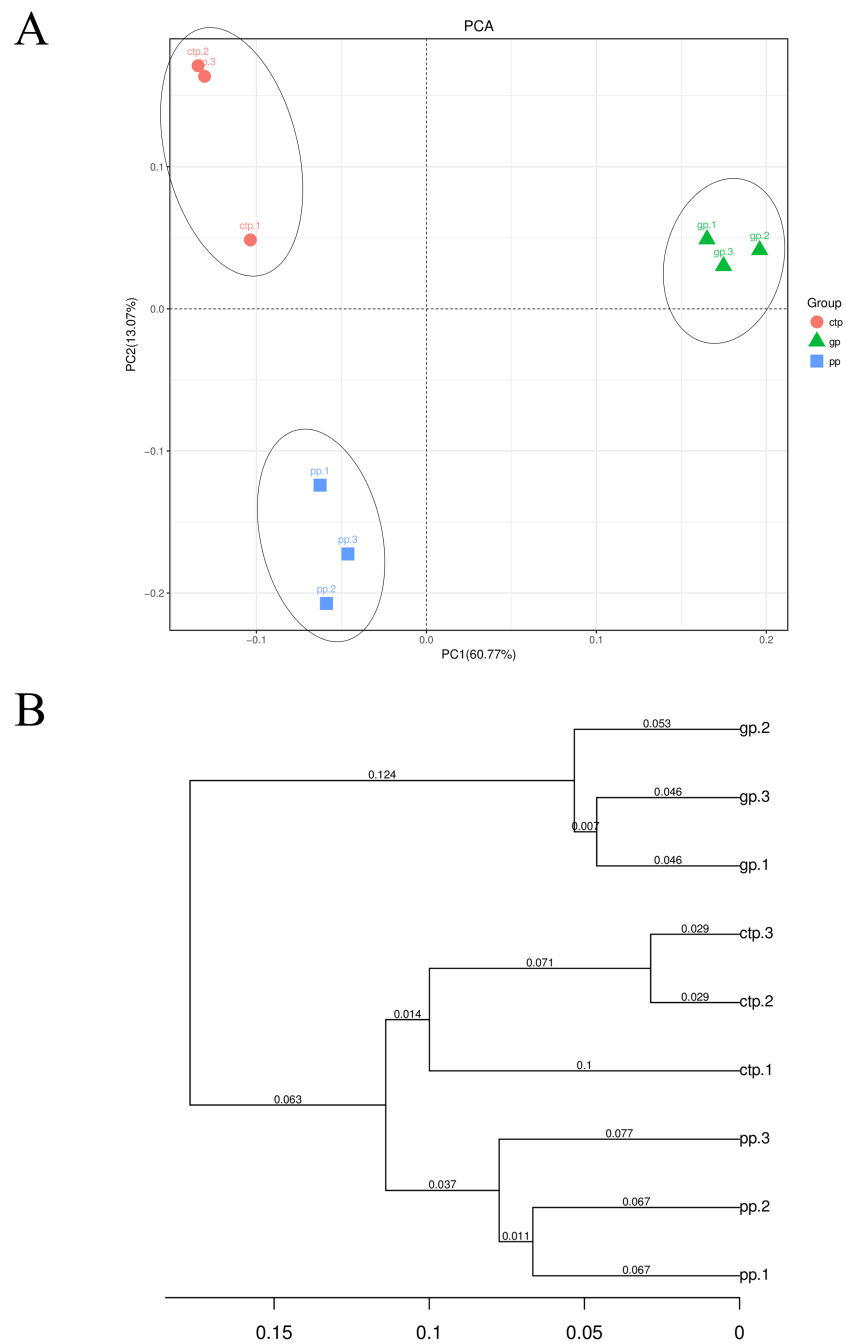 A
PCA
ctp.2
ctp.1
gp.1
gp.2
gp.3
pp.1
pp.3
pp.2
0.1
0.0
−0.1
−0.2
PC2(13.07%)
−0.1
0.0
0.1
0.2
PC1(60.77%)
Group
ctp
gp
pp
B
0.053
gp.2
0.124
0.046
gp.3
0.007
0.046
gp.1
0.029
ctp.3
0.071
0.029
ctp.2
0.014
0.1
ctp.1
0.063
0.077
pp.3
0.037
0.067
pp.2
0.011
0.067
pp.1
0.15
0.1
0.05
0